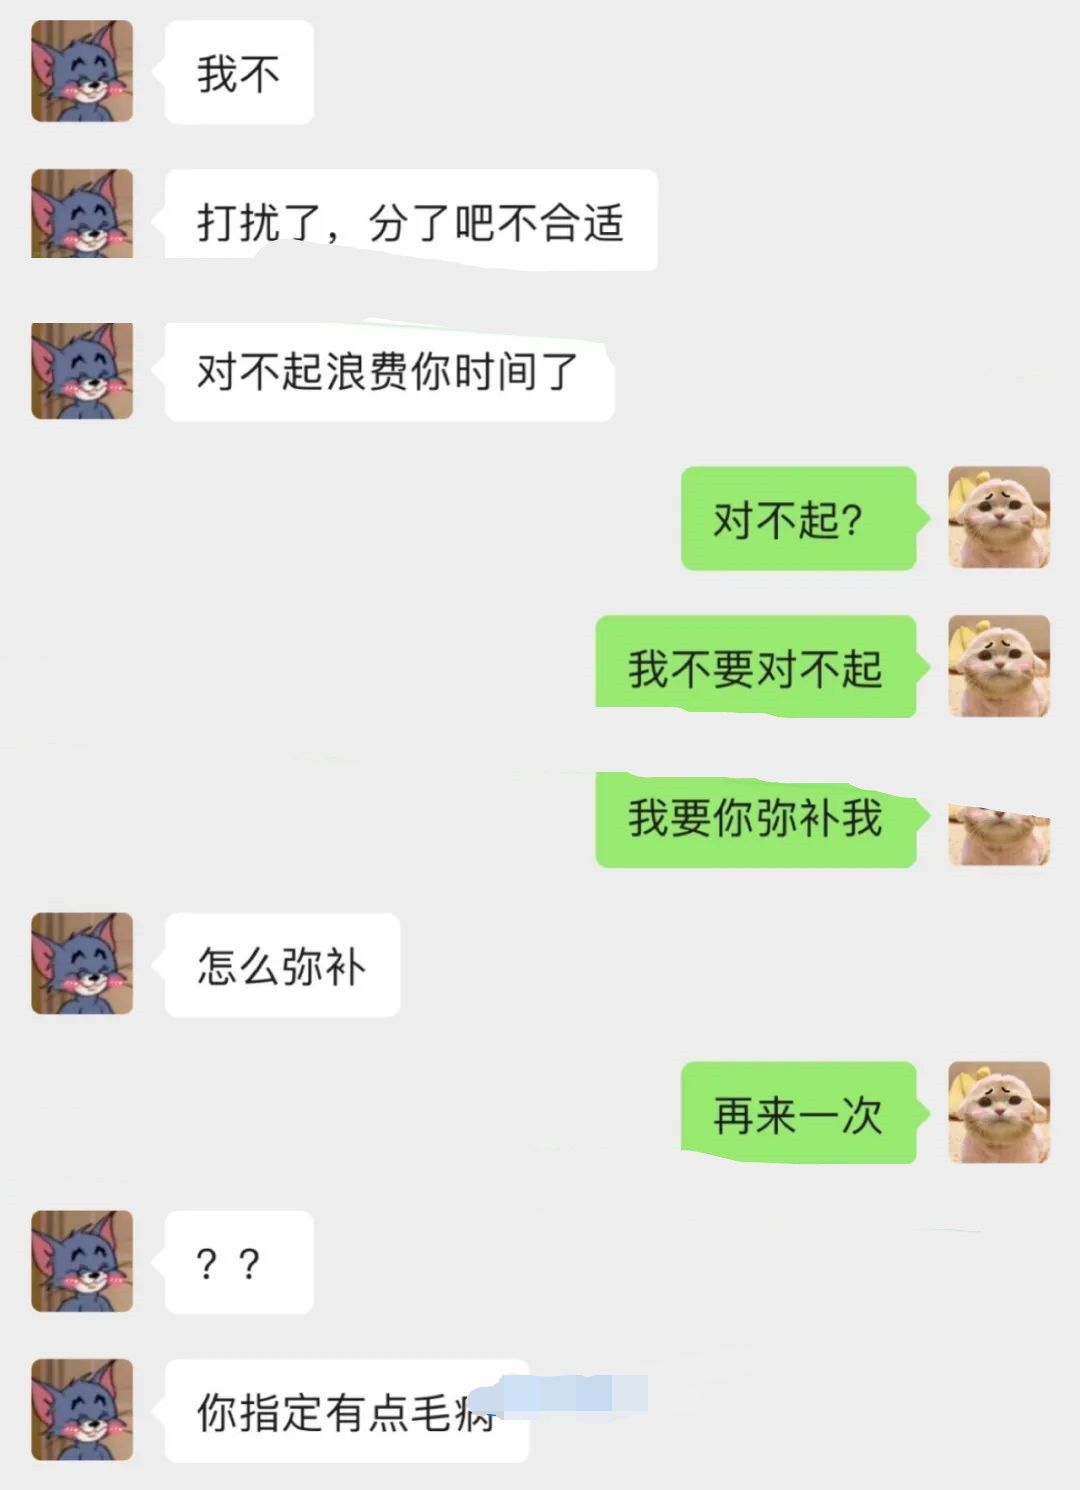 我不
打扰了，分了吧不合适
对不起浪费你时间了
对不起？
我不要对不起
我要你弥补我
怎么弥补
再来一次
？？
你指定有点毛病